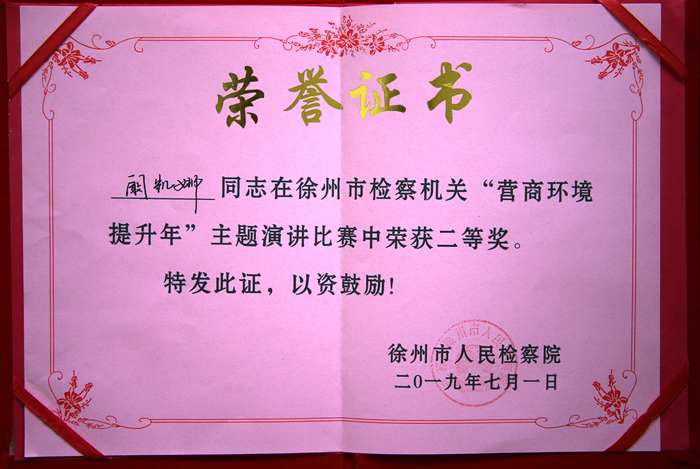 荣誉证书
同志在徐州市检察机关“营商环境
提升年”主题演讲比赛中荣获二等奖。
特发此证，以资鼓励！
徐州市人民检察院
二〇一九年七月一日